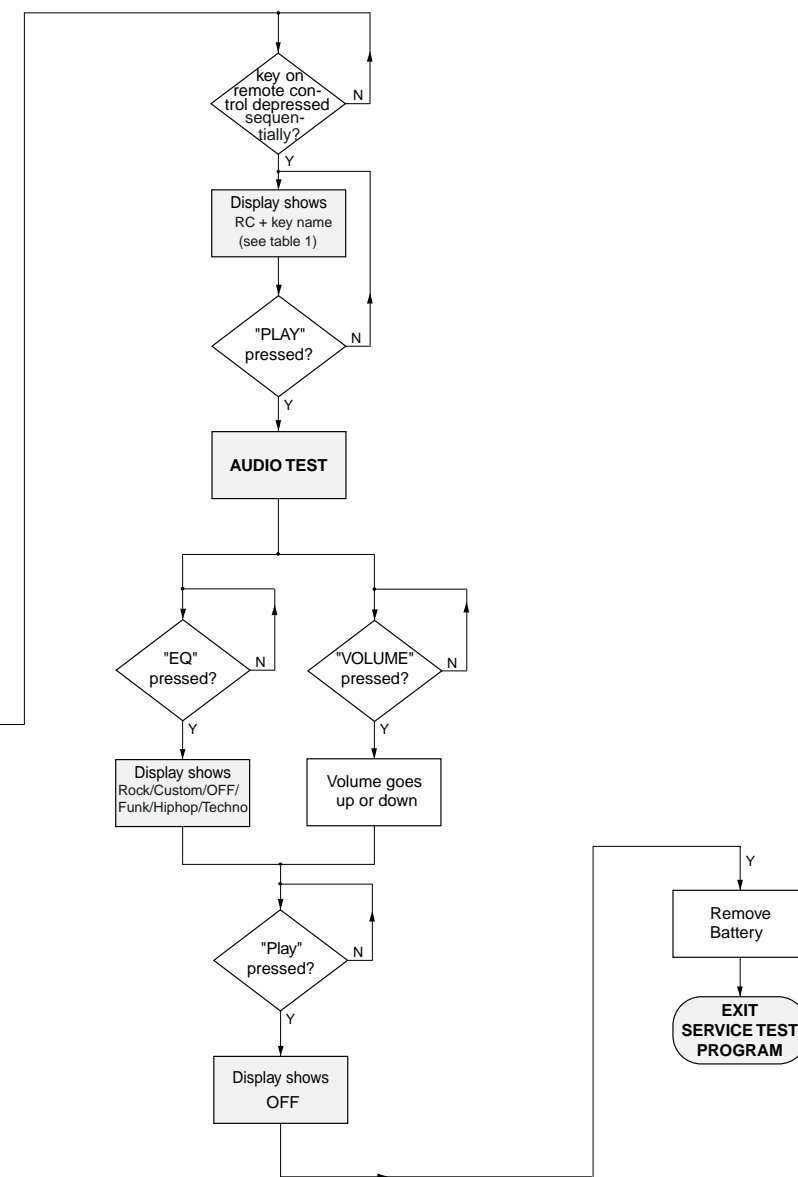 key on
remote con-
trol depressed
sequen-
tially?
N
Y
Display shows
RC + key name
(see table 1)
"PLAY"
pressed?
N
Y
AUDIO TEST
"EQ"
pressed?
N
Y
"VOLUME"
pressed?
N
Y
Display shows
Rock/Custom/OFF/
Funk/Hiphop/Techno
Volume goes
up or down
"Play"
pressed?
N
Y
Display shows
OFF
Y
Remove
Battery
EXIT
SERVICE TEST
PROGRAM